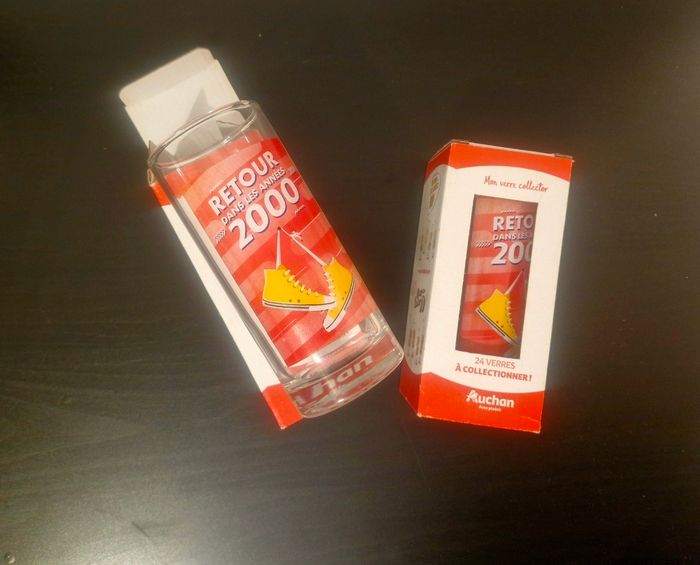 RETOUR
DANS LES ANNÉES
2000
Mon verre collector
RETO
DANS LES
200
24 VERRES
À COLLECTIONNER !
Auchan